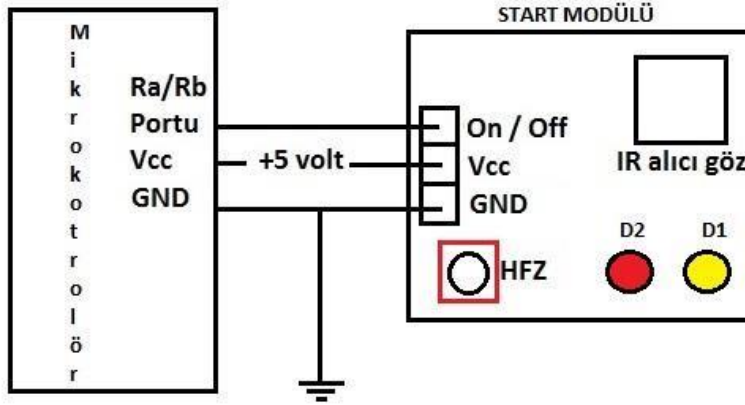 START MODÜLÜ
Mikrokotrolör
Ra/Rb
Portu
Vcc
GND
+5 volt
On / Off
Vcc
GND
IR alıcı göz
HFZ
D2
D1